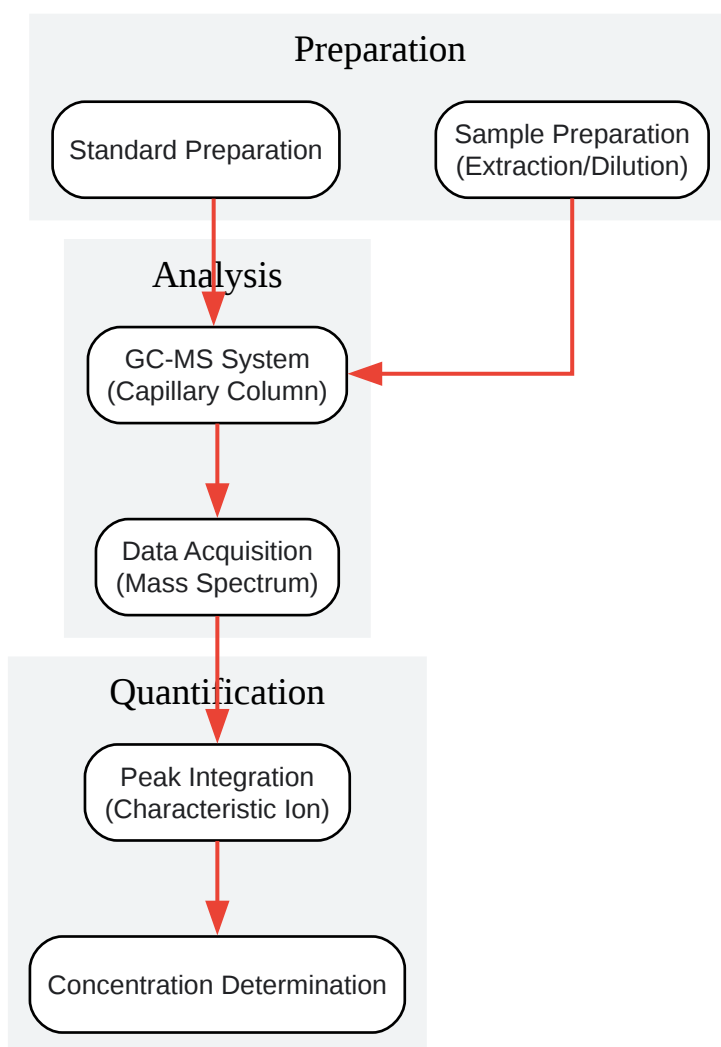 Preparation
Standard Preparation
Sample Preparation
(Extraction/Dilution)
Analysis
GC-MS System
(Capillary Column)
Data Acquisition
(Mass Spectrum)
Quantification
Peak Integration
(Characteristic Ion)
Concentration Determination